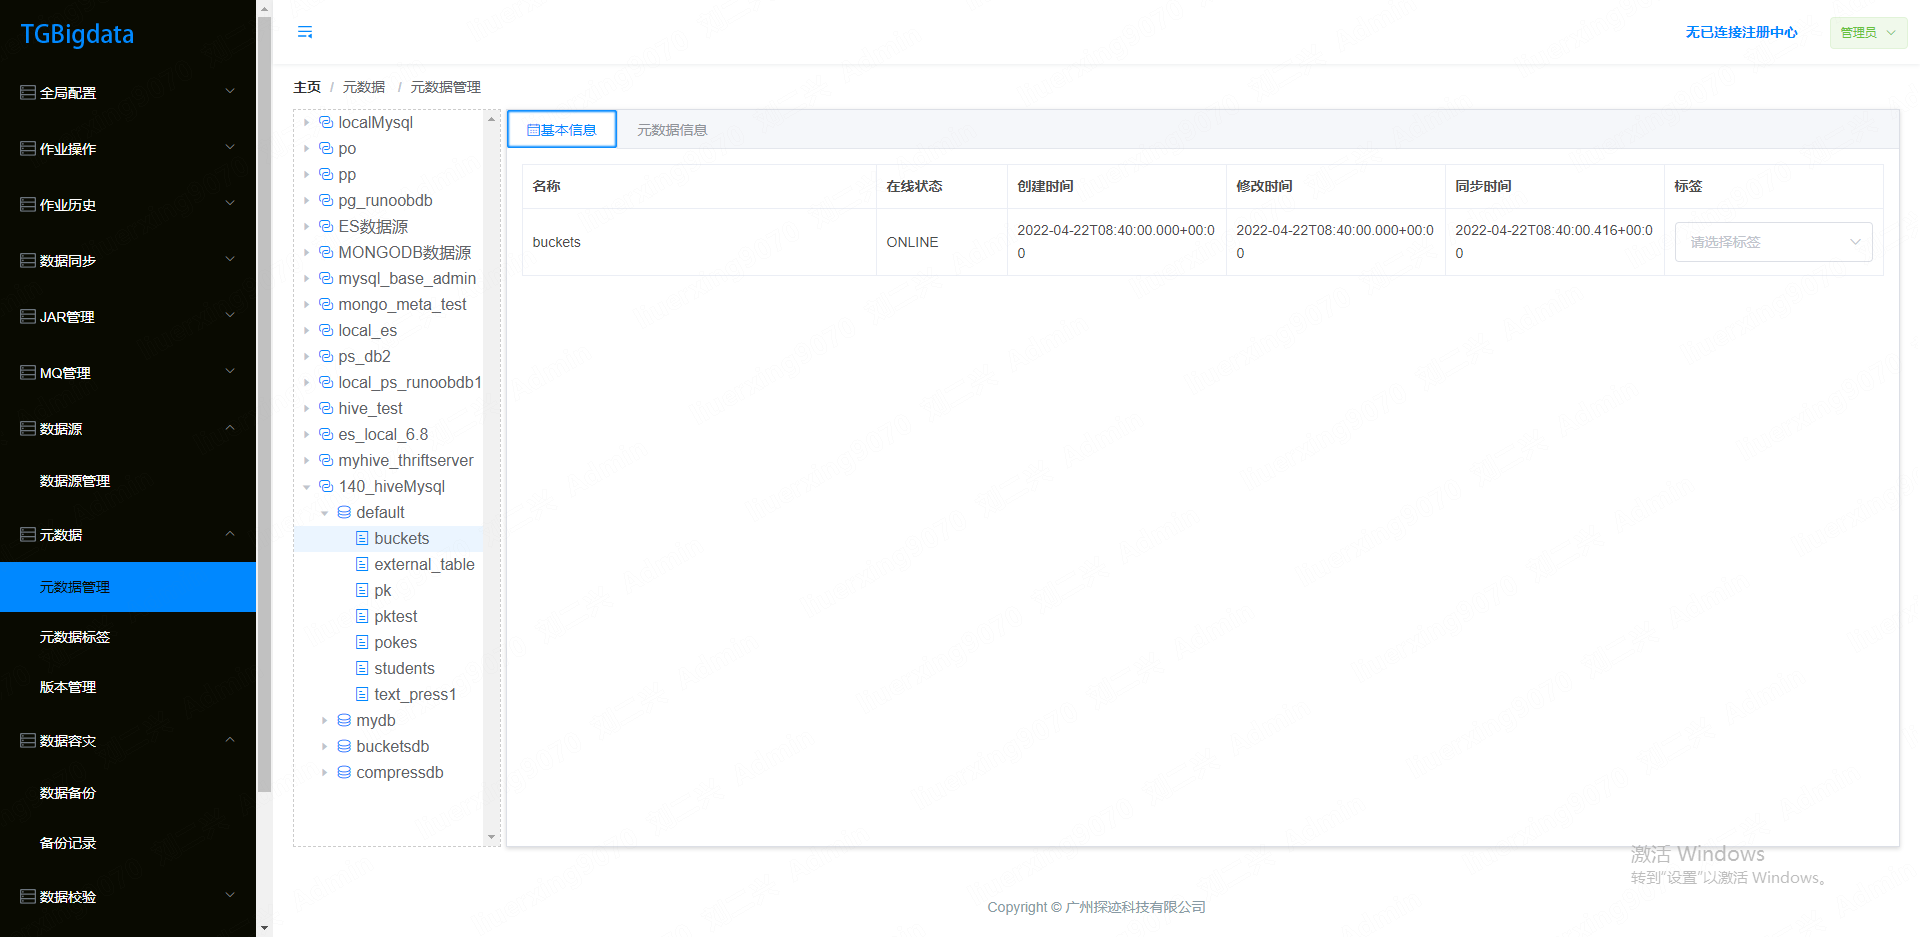 TGBigdata
全局配置
作业操作
作业历史
数据同步
JAR管理
MQ管理
数据源
数据源管理
元数据
元数据管理
元数据标签
版本管理
数据容灾
数据备份
备份记录
数据校验
无已连接注册中心
管理员
主页 / 元数据 / 元数据管理
localMysql
po
pp
pg_runoobdb
ES数据源
MONGODB数据源
mysql_base_admin
mongo_meta_test
local_es
ps_db2
local_ps_runoobdb1
hive_test
es_local_6.8
myhive_thriftserver
140_hiveMysql
default
buckets
external_table
pk
pktest
pokes
students
text_press1
mydb
bucketsdb
compressdb
基本信息 元数据信息
名称 在线状态 创建时间 修改时间 同步时间 标签
buckets ONLINE 2022-04-22T08:40:00.000+00:0 2022-04-22T08:40:00.000+00:0 2022-04-22T08:40:00.416+00:0 请选择标签
0 0 0
激活 Windows
转到"设置"以激活 Windows。
Copyright © 广州探迹科技有限公司